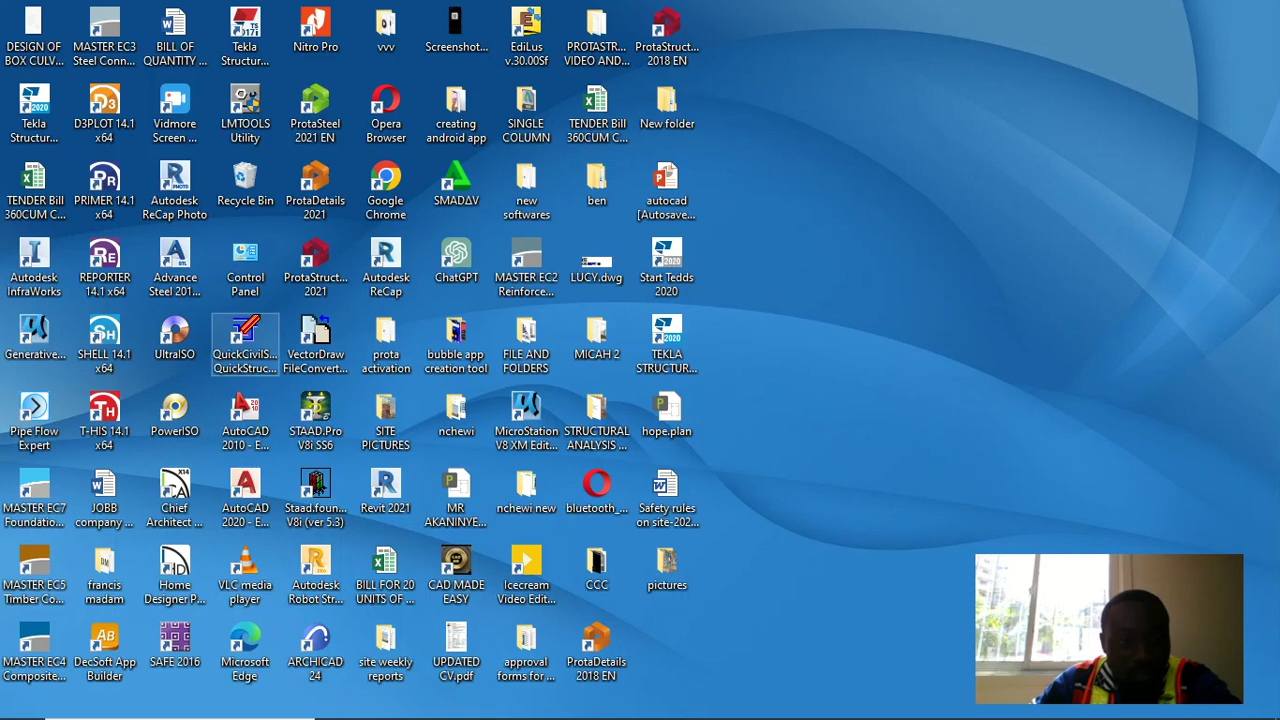 DESIGN OF
BOX CULV...
MASTER EC3
Steel Conn...
BILL OF
QUANTITY ...
Tekla
Structur...
Nitro Pro
vvv
Screenshot...
EdiLus
v.30.00Sf
PROTASTR...
VIDEO AND...
ProtaStruct...
2018 EN
Tekla
Structur...
D3PLOT 14.1
x64
Vidmore
Screen ...
LMTOOLS
Utility
ProtaSteel
2021 EN
Opera
Browser
creating
android app
SINGLE
COLUMN
TENDER Bill
360CUM C...
New folder
TENDER Bill
360CUM C...
PRIMER 14.1
x64
Autodesk
ReCap Photo
Recycle Bin
ProtaDetails
2021
Google
Chrome
SMADΔV
new
softwares
ben
autocad
[Autosave...
Autodesk
InfraWorks
REPORTER
14.1 x64
Advance
Steel 201...
Control
Panel
ProtaStruct...
2021
Autodesk
ReCap
ChatGPT
MASTER EC2
Reinforce...
LUCY.dwg
Start Tedds
2020
Generative...
SHELL 14.1
x64
UltraISO
QuickCivilS...
QuickStruc...
VectorDraw
FileConvert...
prota
activation
bubble app
creation tool
FILE AND
FOLDERS
MICAH 2
TEKLA
STRUCTUR...
Pipe Flow
Expert
T-HIS 14.1
x64
PowerISO
AutoCAD
2010 - E...
STAAD.Pro
V8i SS6
SITE
PICTURES
nchewi
MicroStation
V8 XM Edit...
STRUCTURAL
ANALYSIS ...
hope.plan
MASTER EC7
Foundatio...
JOBB
company ...
Chief
Architect ...
AutoCAD
2020 - E...
Staad.foun...
V8i (ver 5.3)
Revit 2021
MR
AKANINYE...
nchewi new
bluetooth_...
Safety rules
on site-202...
MASTER EC5
Timber Co...
francis
madam
Home
Designer P...
VLC media
player
Autodesk
Robot Str...
BILL FOR 20
UNITS OF ...
CAD MADE
EASY
Icecream
Video Edit...
CCC
pictures
MASTER EC4
Composite...
DecSoft App
Builder
SAFE 2016
Microsoft
Edge
ARCHICAD
24
site weekly
reports
UPDATED
CV.pdf
approval
forms for ...
ProtaDetails
2018 EN